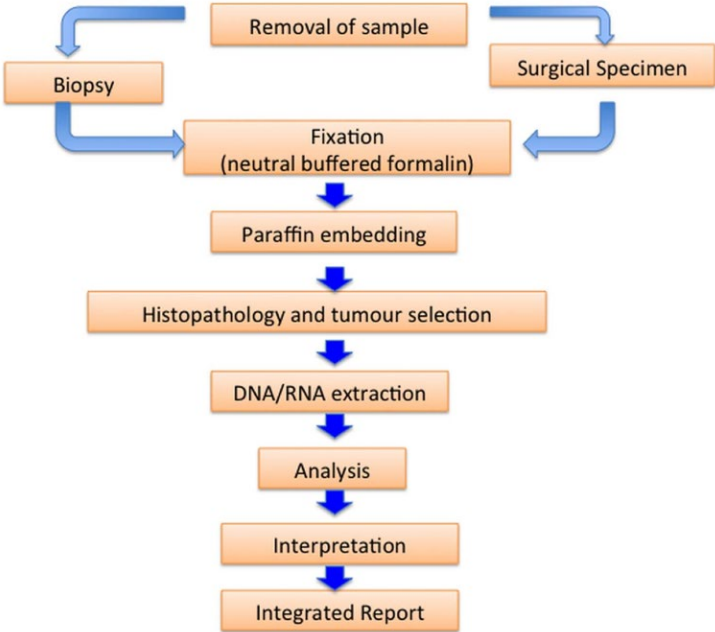 Removal of sample
Biopsy
Surgical Specimen
Fixation
(neutral buffered formalin)
Paraffin embedding
Histopathology and tumour selection
DNA/RNA extraction
Analysis
Interpretation
Integrated Report